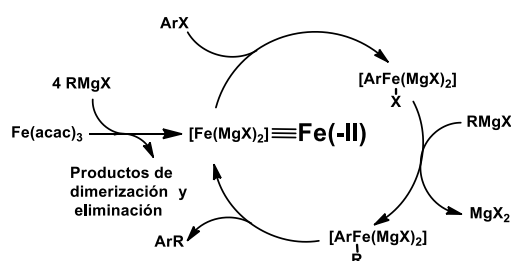 ArX
4 RMgX
[ArFe(MgX)2]
X
RMgX
Fe(acac)3
[Fe(MgX)2]≡Fe(-II)
Productos de
dimerización y
eliminación
MgX2
ArR
[ArFe(MgX)2]
R